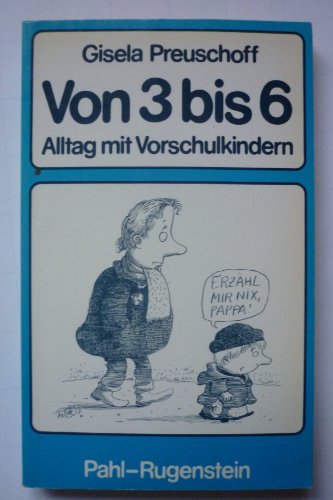 Gisela Preuschoff
Von 3 bis 6
Alltag mit Vorschulkindern
ERZÄHL
MIR NIX,
PAPPA!
Pahl-Rugenstein